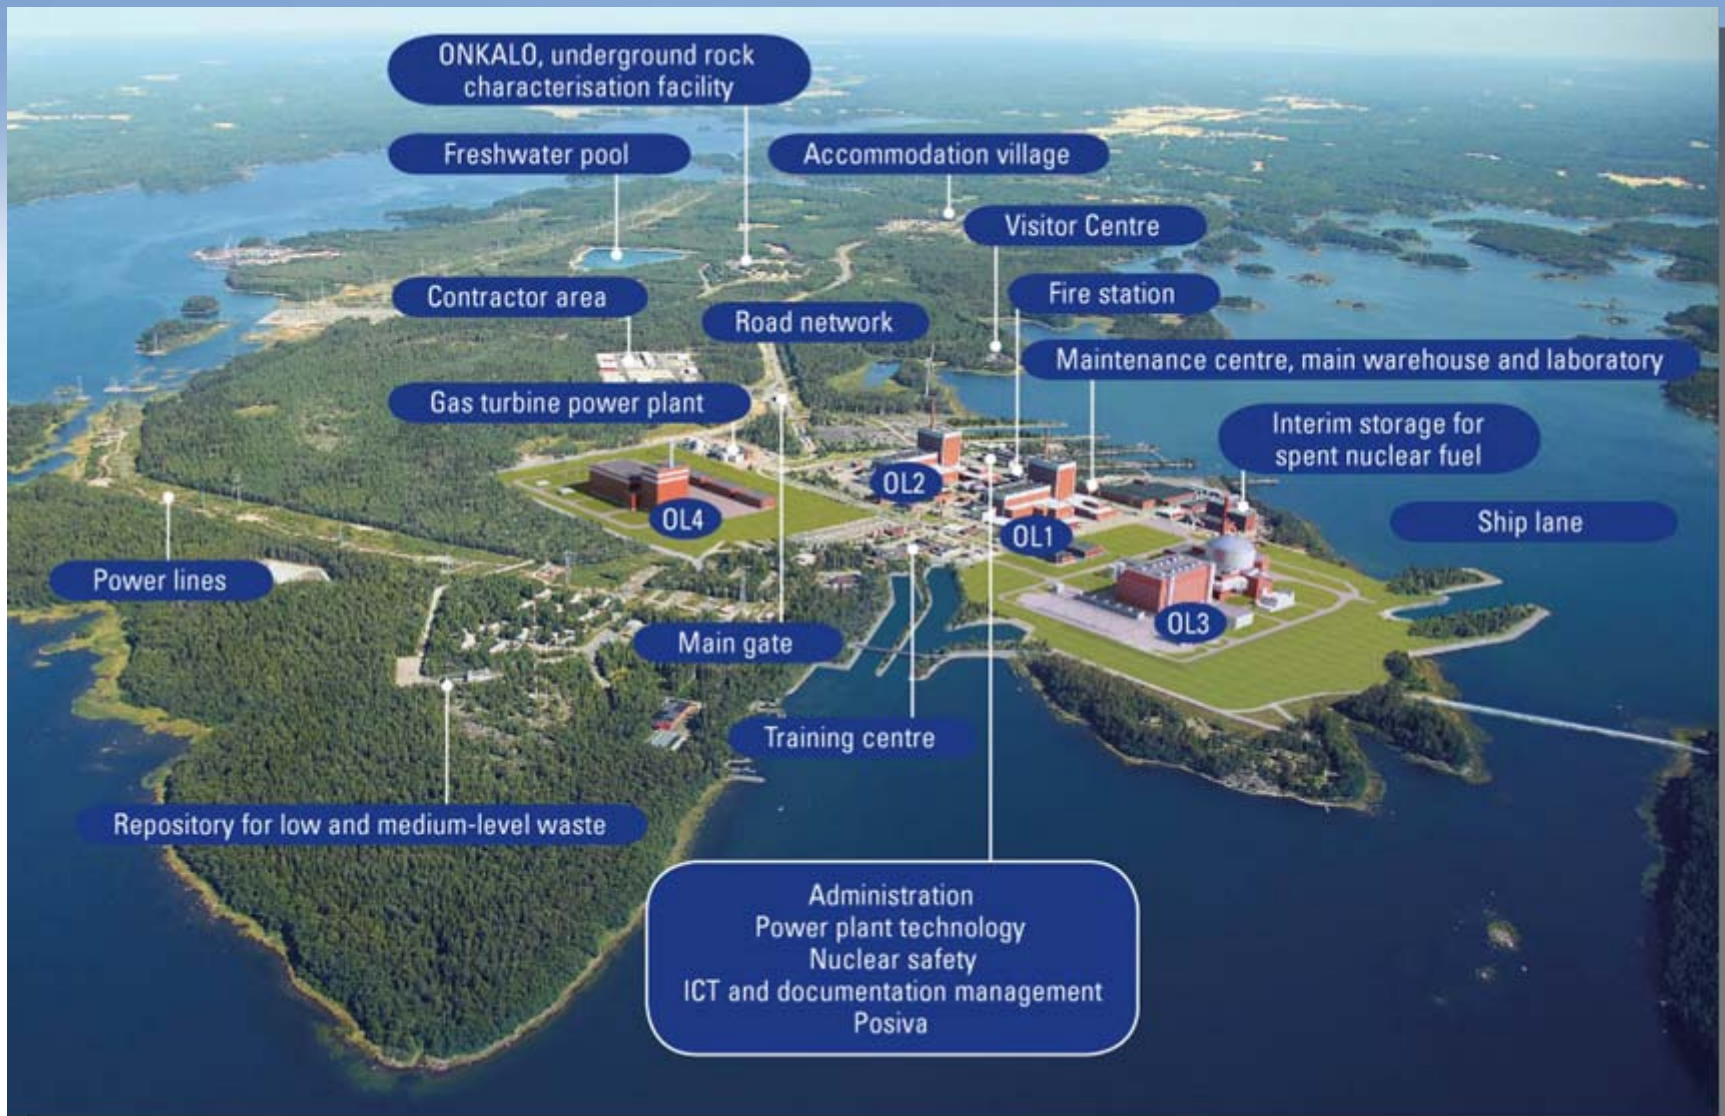 ONKALO, underground rock
characterisation facility
Freshwater pool
Accommodation village
Visitor Centre
Contractor area
Fire station
Road network
Maintenance centre, main warehouse and laboratory
Gas turbine power plant
Interim storage for
spent nuclear fuel
OL2
OL4
OL1
Ship lane
Power lines
OL3
Main gate
Training centre
Repository for low and medium-level waste
Administration
Power plant technology
Nuclear safety
ICT and documentation management
Posiva